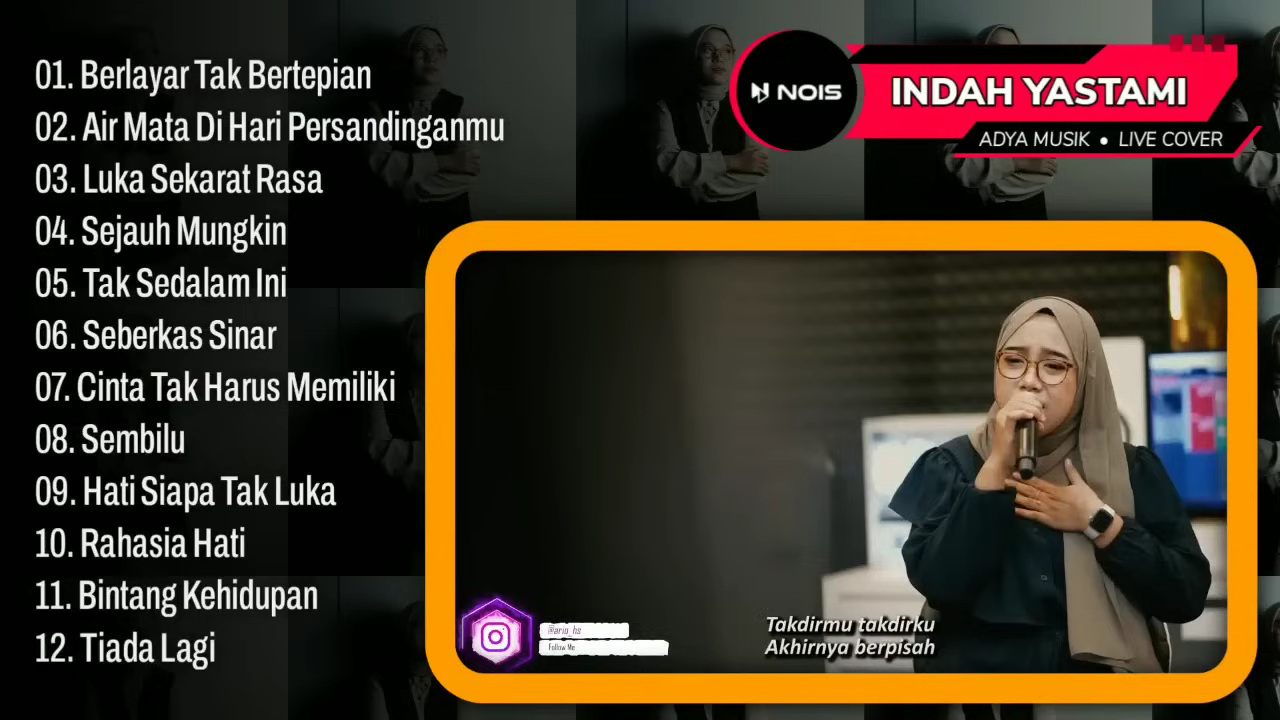 01. Berlayar Tak Bertepian
02. Air Mata Di Hari Persandinganmu
03. Luka Sekarat Rasa
04. Sejauh Mungkin
05. Tak Sedalam Ini
06. Seberkas Sinar
07. Cinta Tak Harus Memiliki
08. Sembilu
09. Hati Siapa Tak Luka
10. Rahasia Hati
11. Bintang Kehidupan
12. Tiada Lagi
NOIS
INDAH YASTAMI
ADYA MUSIK • LIVE COVER
@ario_hs
Follow Me
Takdirmu takdirku
Akhirnya berpisah